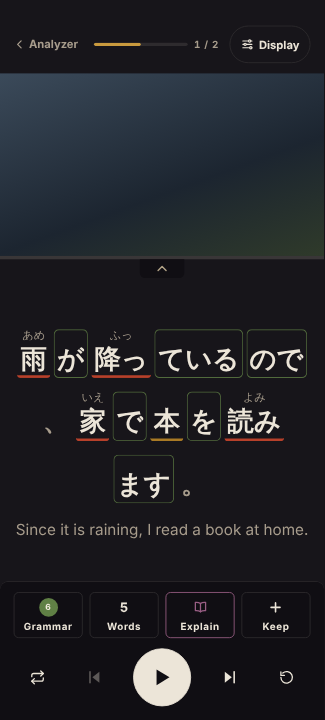 Analyzer
1 / 2
Display
あめ ふっ
雨が降っているので
いえ よみ
、家で本を読み
ます。
Since it is raining, I read a book at home.
6 5
Grammar Words Explain Keep